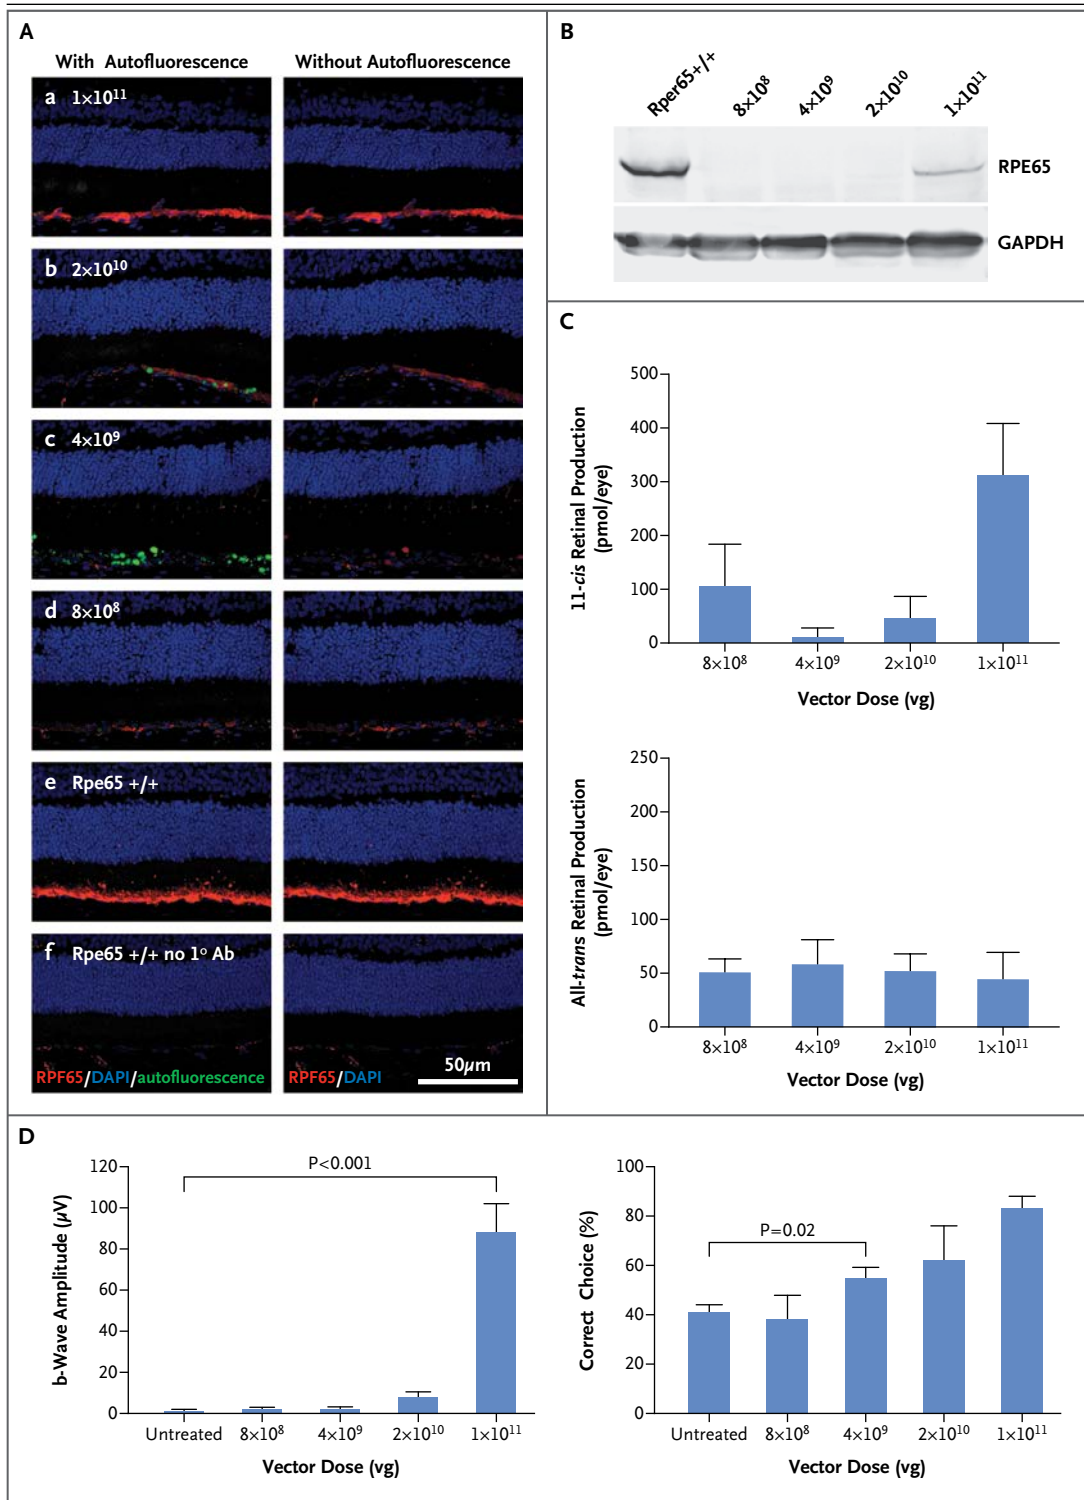 A
With Autofluorescence
Without Autofluorescence
a 1×10¹¹
b 2×10¹⁰
c 4×10⁹
d 8×10⁸
e Rpe65 +/+
f Rpe65 +/+ no 1° Ab
RPF65/DAPI/autofluorescence
RPF65/DAPI
50µm
B
Rper65+/+
8×10⁸
4×10⁹
2×10¹⁰
1×10¹¹
RPE65
GAPDH
C
11-cis Retinal Production
(pmol/eye)
500
400
300
200
100
0
8×10⁸
4×10⁹
2×10¹⁰
1×10¹¹
Vector Dose (vg)
All-trans Retinal Production
(pmol/eye)
250
200
150
100
50
0
8×10⁸
4×10⁹
2×10¹⁰
1×10¹¹
Vector Dose (vg)
D
b-Wave Amplitude (µV)
120
100
80
60
40
20
0
P<0.001
Untreated
8×10⁸
4×10⁹
2×10¹⁰
1×10¹¹
Vector Dose (vg)
Correct Choice (%)
100
80
60
40
20
0
P=0.02
Untreated
8×10⁸
4×10⁹
2×10¹⁰
1×10¹¹
Vector Dose (vg)